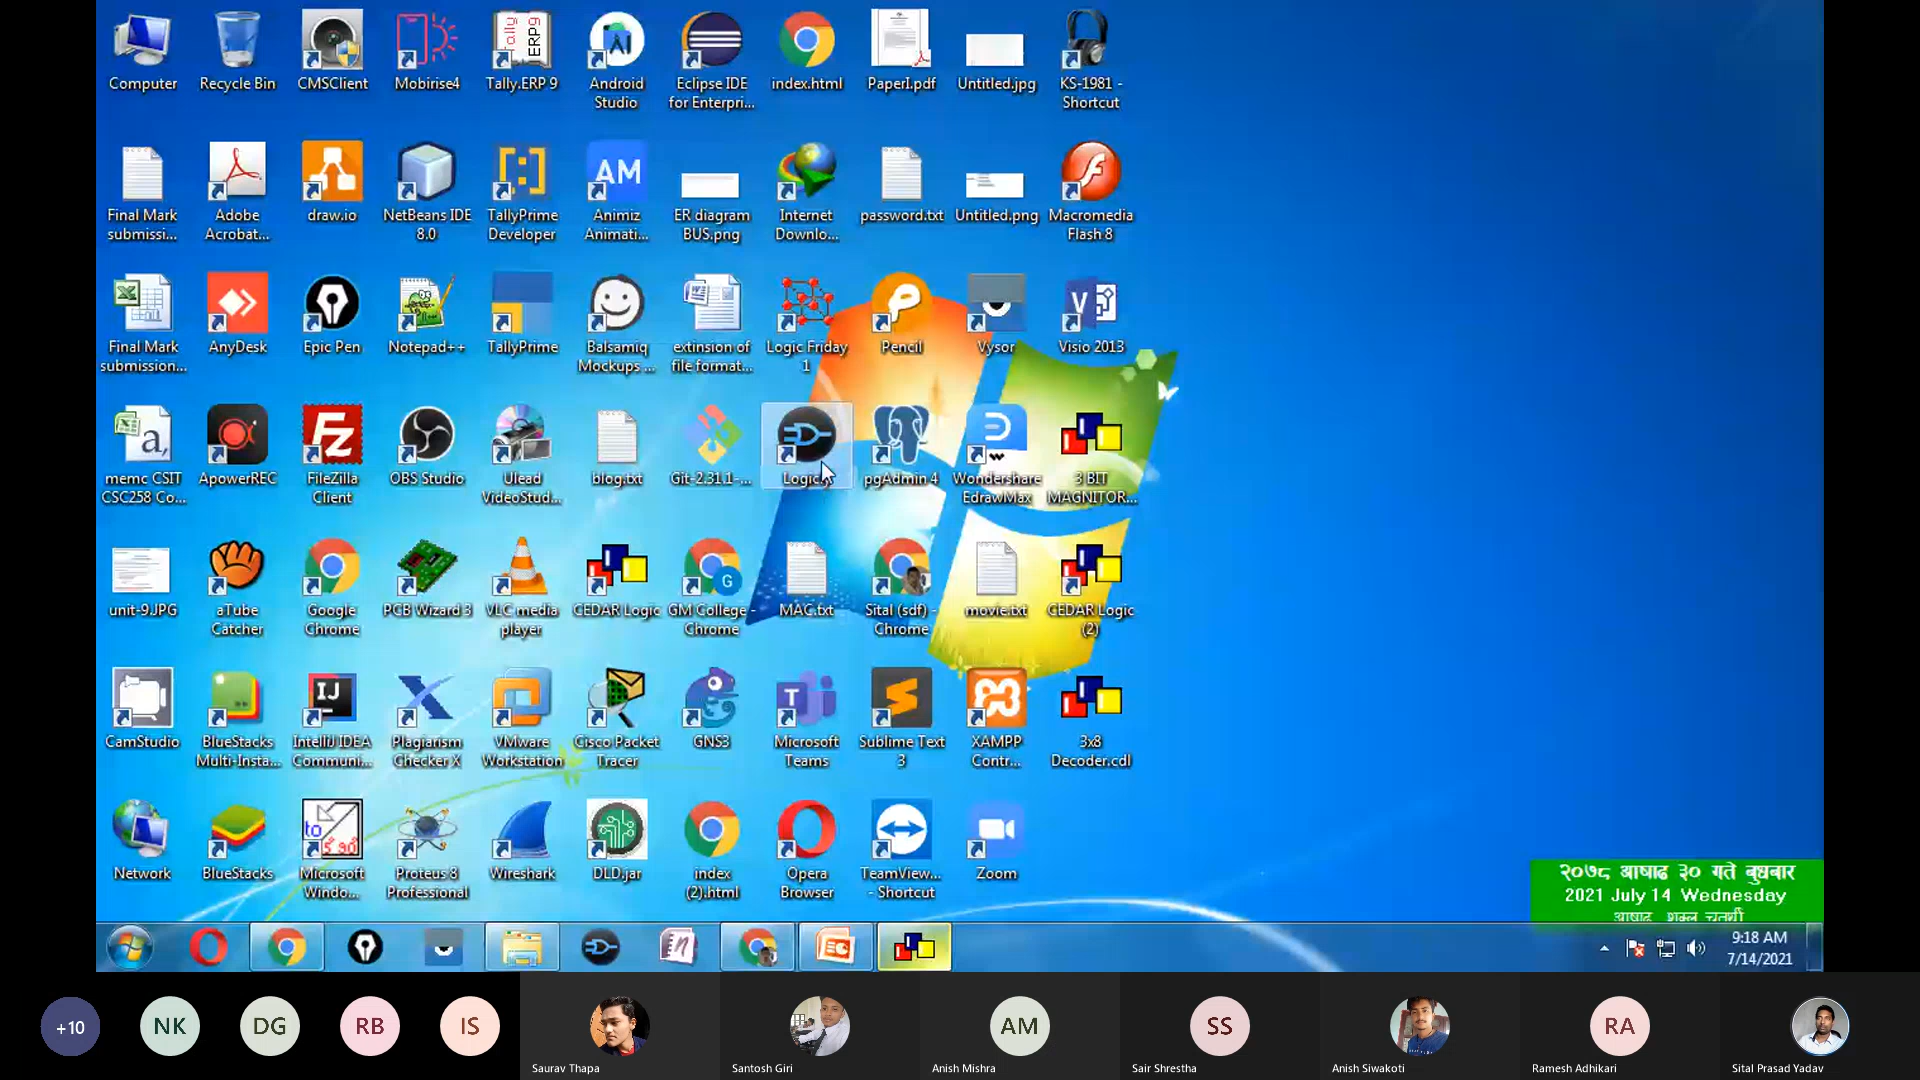 Computer
Recycle Bin
CMSClient
Mobirise4
Tally.ERP 9
Android
Studio
Eclipse IDE
for Enterpri...
index.html
PaperI.pdf
Untitled.jpg
KS-1981 -
Shortcut
Final Mark
submissi...
Adobe
Acrobat...
draw.io
NetBeans IDE
8.0
TallyPrime
Developer
AM
Animiz
Animati...
ER diagram
BUS.png
Internet
Downlo...
password.txt
Untitled.png
Macromedia
Flash 8
Final Mark
submission...
AnyDesk
Epic Pen
Notepad++
TallyPrime
Balsamiq
Mockups ...
extinsion of
file format...
Logic Friday
1
Pencil
Vysor
Visio 2013
memc CSIT
CSC258 Co...
ApowerREC
FileZilla
Client
OBS Studio
Ulead
VideoStud...
blog.txt
Git-2.31.1-...
pgAdmin 4
Wondershare
EdrawMax
3 BIT
MAGNITOR...
unit-9.JPG
aTube
Catcher
Google
Chrome
PCB Wizard 3
VLC media
player
CEDAR Logic
GM College -
Chrome
MAC.txt
Sital (sdf) -
Chrome
movie.txt
CEDAR Logic
(2)
CamStudio
BlueStacks
Multi-Insta...
IntelliJ IDEA
Communi...
Plagiarism
Checker X
VMware
Workstation
Cisco Packet
Tracer
GNS3
Microsoft
Teams
Sublime Text
3
XAMPP
Contr...
3x8
Decoder.cdl
Network
BlueStacks
Microsoft
Windo...
Proteus 8
Professional
Wireshark
DLD.jar
index
(2).html
Opera
Browser
TeamView...
- Shortcut
Zoom
२०७८ आषाढ ३० गते बुधबार
2021 July 14 Wednesday
आषाढ शुक्ल चतुर्थी
9:18 AM
7/14/2021
+10
NK
DG
RB
IS
AM
SS
RA
Saurav Thapa
Santosh Giri
Anish Mishra
Sair Shrestha
Anish Siwakoti
Ramesh Adhikari
Sital Prasad Yadav